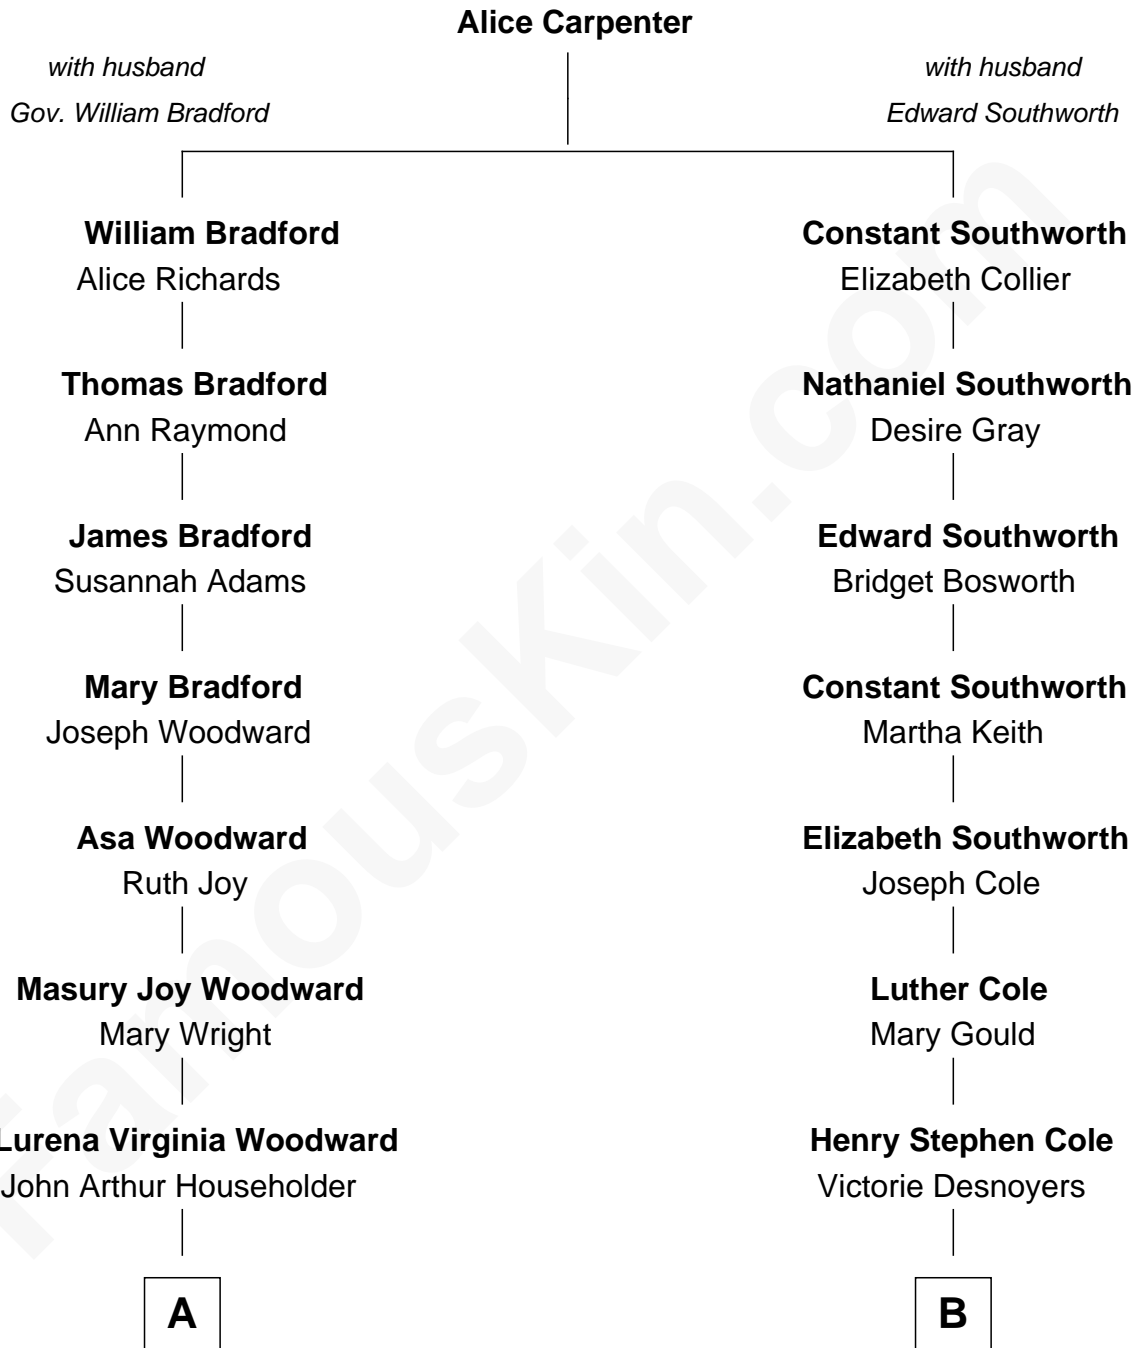 Alice Carpenter
with husband
Gov. William Bradford
with husband
Edward Southworth
William Bradford
Alice Richards
Constant Southworth
Elizabeth Collier
Thomas Bradford
Ann Raymond
Nathaniel Southworth
Desire Gray
James Bradford
Susannah Adams
Edward Southworth
Bridget Bosworth
Mary Bradford
Joseph Woodward
Constant Southworth
Martha Keith
Asa Woodward
Ruth Joy
Elizabeth Southworth
Joseph Cole
Masury Joy Woodward
Mary Wright
Luther Cole
Mary Gould
Lurena Virginia Woodward
John Arthur Householder
Henry Stephen Cole
Victorie Desnoyers
A
B
FamousKin.com